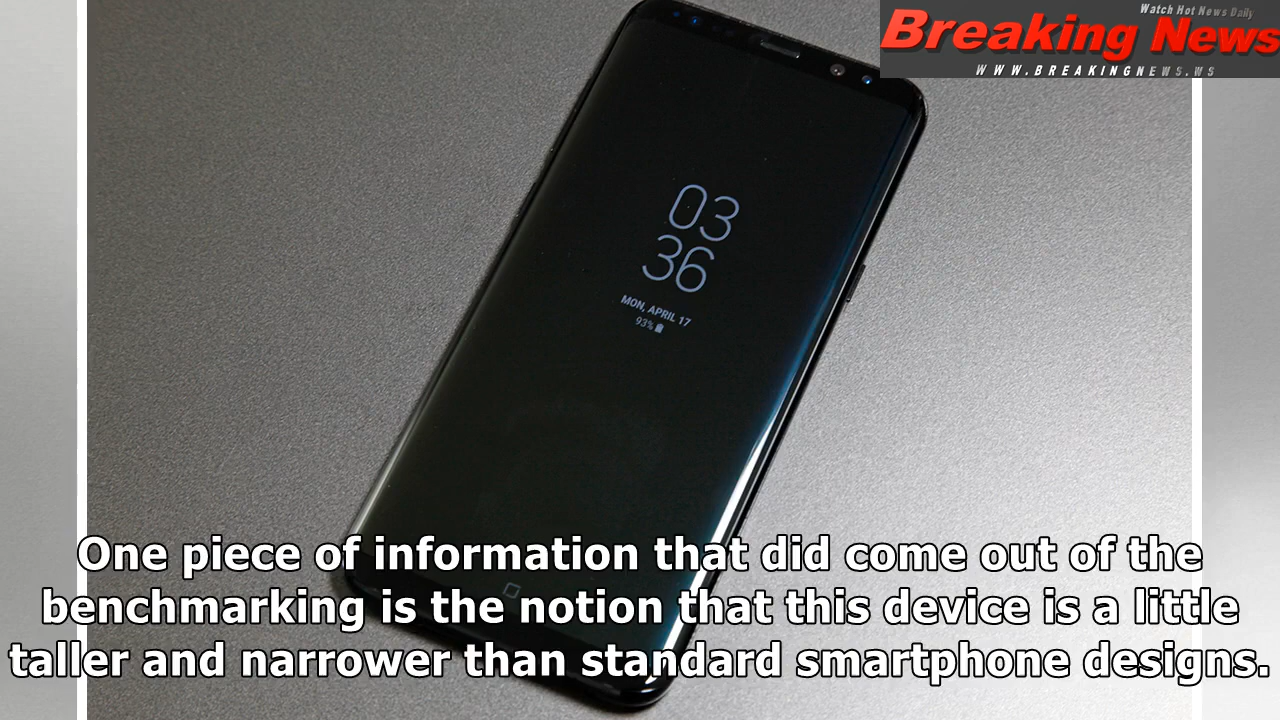 Watch Hot News Daily
Breaking News
WWW.BREAKINGNEWS.WS
03
36
MON, APRIL 17
93%
One piece of information that did come out of the
benchmarking is the notion that this device is a little
taller and narrower than standard smartphone designs.